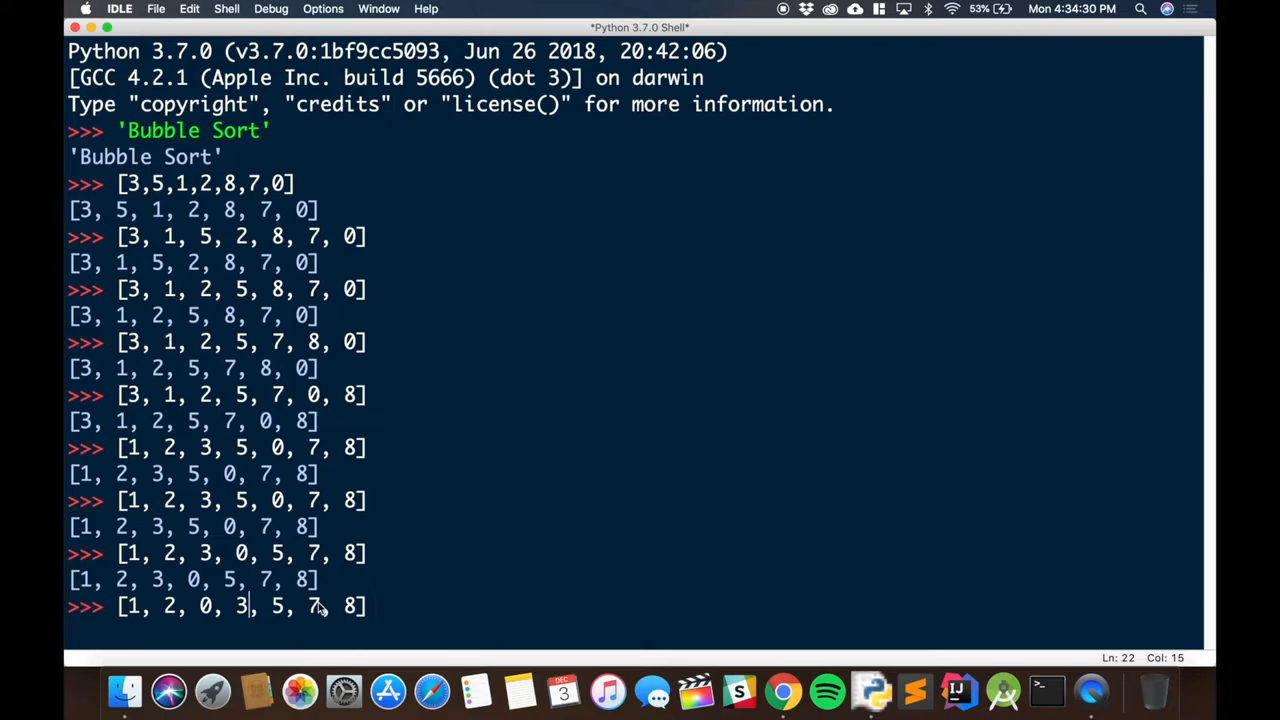 IDLE File Edit Shell Debug Options Window Help 53% Mon 4:34:30 PM
*Python 3.7.0 Shell*
Python 3.7.0 (v3.7.0:1bf9cc5093, Jun 26 2018, 20:42:06)
[GCC 4.2.1 (Apple Inc. build 5666) (dot 3)] on darwin
Type "copyright", "credits" or "license()" for more information.
>>> 'Bubble Sort'
'Bubble Sort'
>>> [3,5,1,2,8,7,0]
[3, 5, 1, 2, 8, 7, 0]
>>> [3, 1, 5, 2, 8, 7, 0]
[3, 1, 5, 2, 8, 7, 0]
>>> [3, 1, 2, 5, 8, 7, 0]
[3, 1, 2, 5, 8, 7, 0]
>>> [3, 1, 2, 5, 7, 8, 0]
[3, 1, 2, 5, 7, 8, 0]
>>> [3, 1, 2, 5, 7, 0, 8]
[3, 1, 2, 5, 7, 0, 8]
>>> [1, 2, 3, 5, 0, 7, 8]
[1, 2, 3, 5, 0, 7, 8]
>>> [1, 2, 3, 5, 0, 7, 8]
[1, 2, 3, 5, 0, 7, 8]
>>> [1, 2, 3, 0, 5, 7, 8]
[1, 2, 3, 0, 5, 7, 8]
>>> [1, 2, 0, 3, 5, 7, 8]
Ln: 22 Col: 15
DEC
3